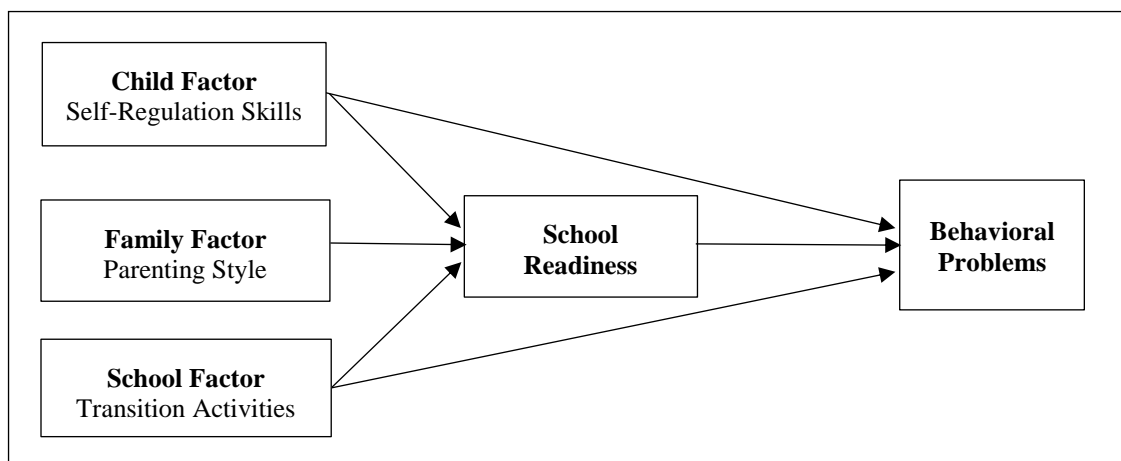 Child Factor
Self-Regulation Skills
Family Factor
Parenting Style
School Factor
Transition Activities
School
Readiness
Behavioral
Problems